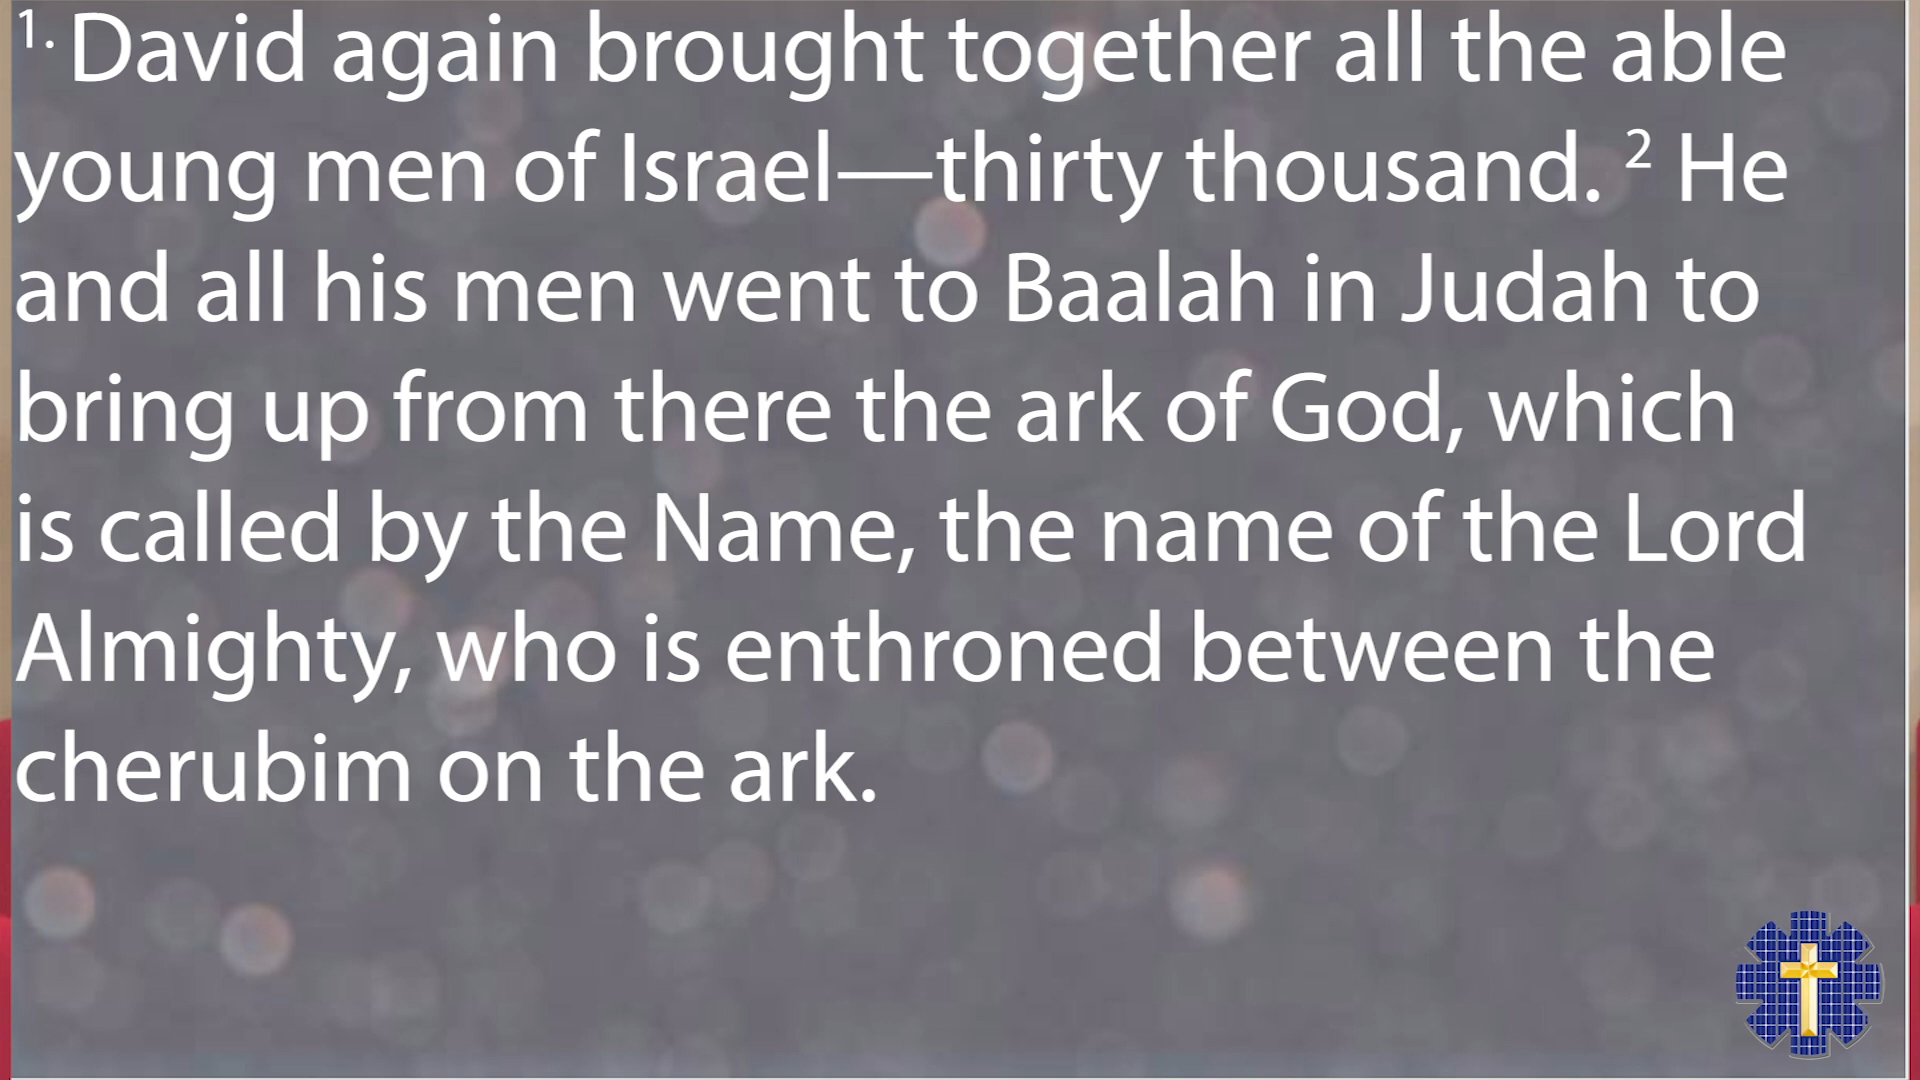 1. David again brought together all the able
young men of Israel—thirty thousand. 2 He
and all his men went to Baalah in Judah to
bring up from there the ark of God, which
is called by the Name, the name of the Lord
Almighty, who is enthroned between the
cherubim on the ark.